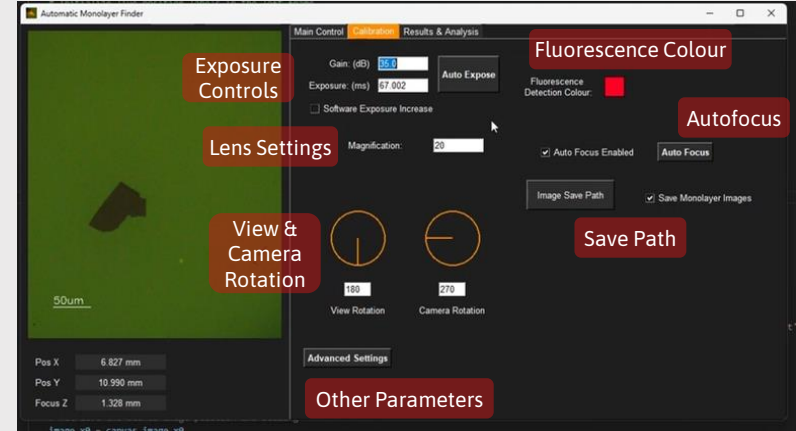 Automatic Monolayer Finder
Main Control Calibration Results & Analysis
Fluorescence Colour
Exposure
Controls
Gain: (dB) 35.0
Exposure: (ms) 67.002
Auto Expose
Software Exposure Increase
Fluorescence
Detection Colour:
Autofocus
Lens Settings
Magnification: 20
Auto Focus Enabled Auto Focus
Image Save Path Save Monolayer Images
Save Path
View &
Camera
Rotation
180 270
View Rotation Camera Rotation
50um
Advanced Settings
Other Parameters
Pos X 6.827 mm
Pos Y 10.990 mm
Focus Z 1.328 mm